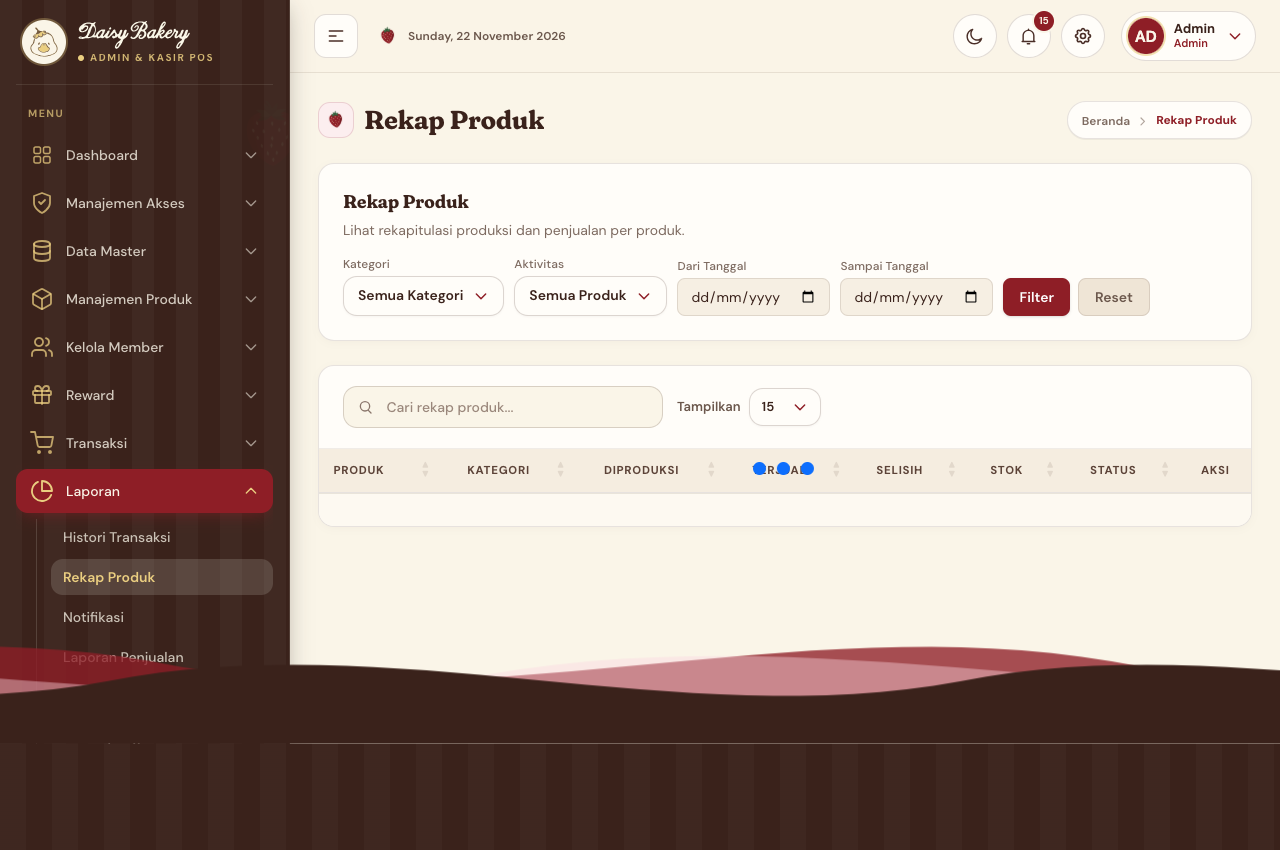 Daisy Bakery
ADMIN & KASIR POS
MENU
Dashboard
Manajemen Akses
Data Master
Manajemen Produk
Kelola Member
Reward
Transaksi
Laporan
Histori Transaksi
Rekap Produk
Notifikasi
Laporan Penjualan
Sunday, 22 November 2026
15
AD
Admin
Admin
Rekap Produk
Beranda
Rekap Produk
Rekap Produk
Lihat rekapitulasi produksi dan penjualan per produk.
Kategori
Aktivitas
Dari Tanggal
Sampai Tanggal
Semua Kategori
Semua Produk
dd/mm/yyyy
dd/mm/yyyy
Filter
Reset
Cari rekap produk...
Tampilkan
15
PRODUK
KATEGORI
DIPRODUKSI
SELISIH
STOK
STATUS
AKSI